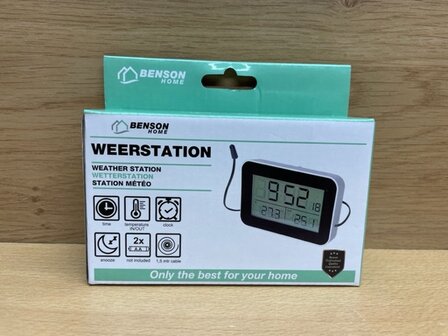 BENSON
HOME
BENSON
HOME
WEERSTATION
WEATHER STATION
WETTERSTATION
STATION MÉTÉO
time
temperature
IN/OUT
clock
2x
snooze
not included
1,5 mtr cable
9:52 18
27.3
25.1
Only the best for your home